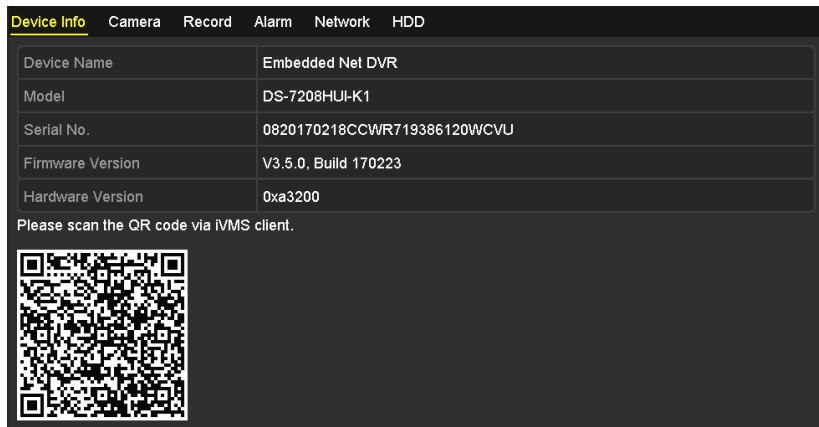 Device Info Camera Record Alarm Network HDD
Device Name Embedded Net DVR
Model DS-7208HUI-K1
Serial No. 0820170218CCWR719386120WCVU
Firmware Version V3.5.0, Build 170223
Hardware Version 0xa3200
Please scan the QR code via iVMS client.